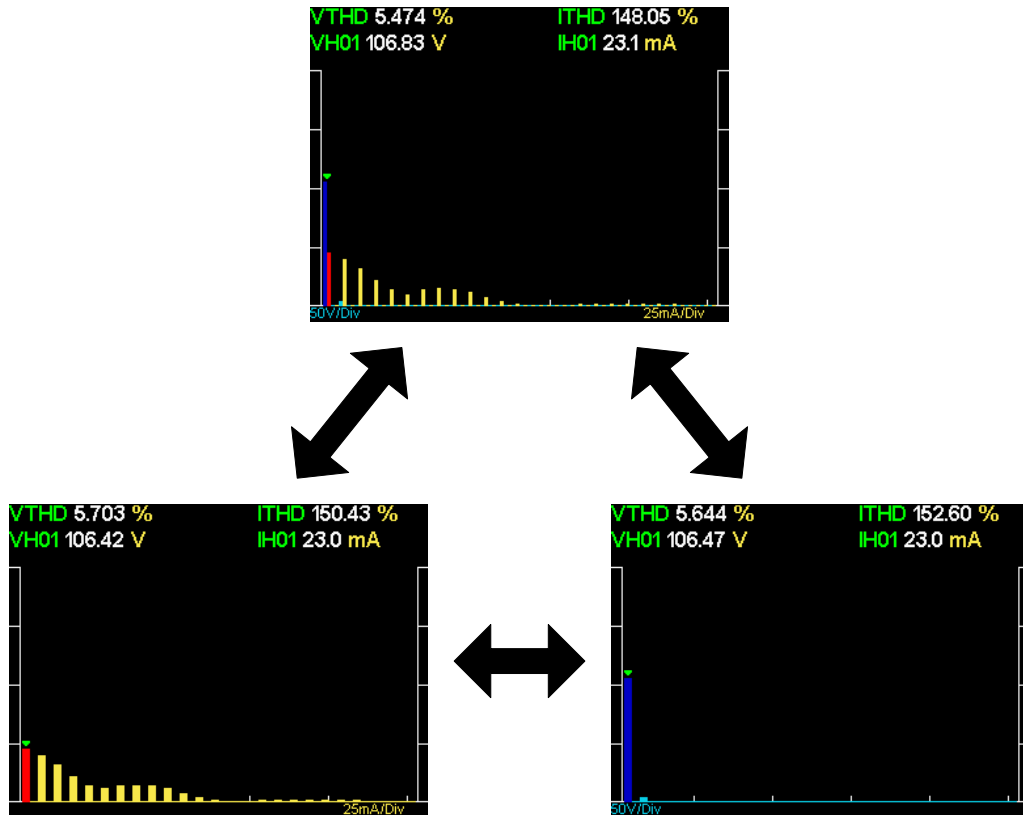 VTHD 5.474 % ITHD 148.05 %
VH01 106.83 V IH01 23.1 mA
50V/Div 25mA/Div
VTHD 5.703 % ITHD 150.43 %
VH01 106.42 V IH01 23.0 mA
25mA/Div
VTHD 5.644 % ITHD 152.60 %
VH01 106.47 V IH01 23.0 mA
50V/Div